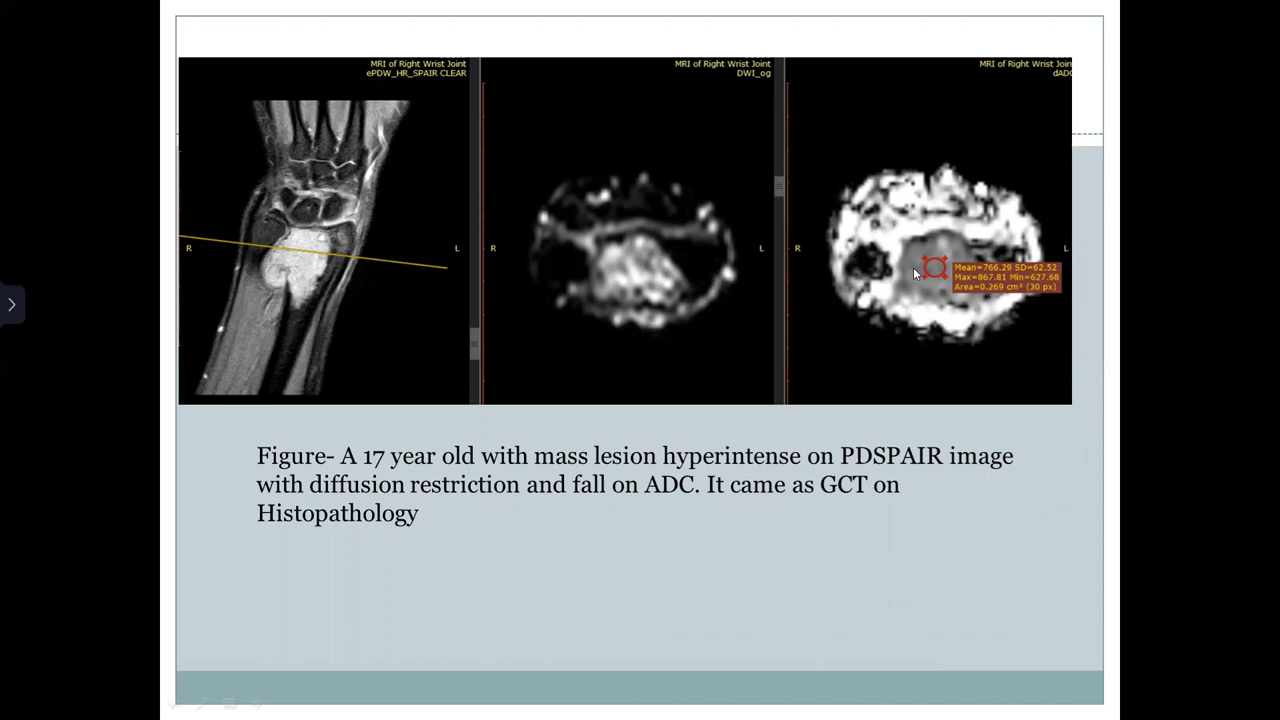 MRI of Right Wrist Joint
ePDW_HR_SPAIR CLEAR
R
L
MRI of Right Wrist Joint
DWI_og
R
L
MRI of Right Wrist Join
dADC
R
L
Mean=766.29 SD=62.52
Max=867.81 Min=627.68
Area=0.269 cm² (30 px)
Figure- A 17 year old with mass lesion hyperintense on PDSPAIR image
with diffusion restriction and fall on ADC. It came as GCT on
Histopathology